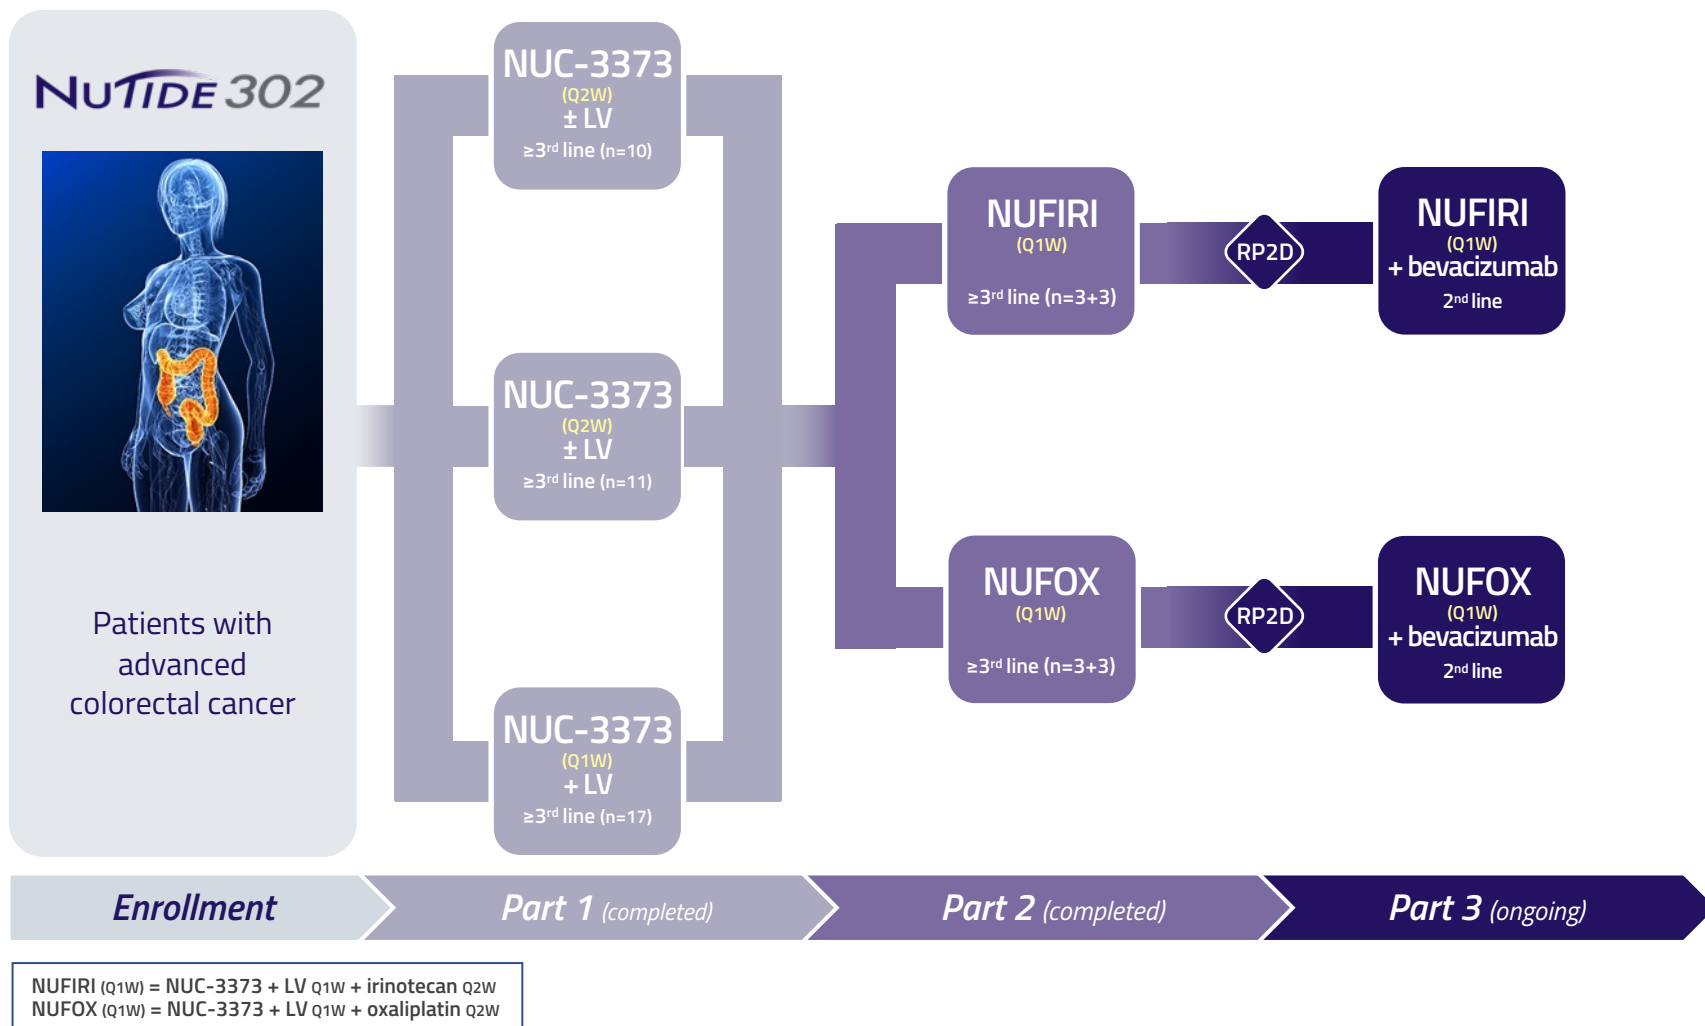 NUTIDE 302
Patients with
advanced
colorectal cancer
NUC-3373
(Q2W)
± LV
≥3rd line (n=10)
NUC-3373
(Q2W)
± LV
≥3rd line (n=11)
NUC-3373
(Q1W)
+ LV
≥3rd line (n=17)
NUFIRI
(Q1W)
≥3rd line (n=3+3)
RP2D
NUFIRI
(Q1W)
+ bevacizumab
2nd line
NUFOX
(Q1W)
≥3rd line (n=3+3)
RP2D
NUFOX
(Q1W)
+ bevacizumab
2nd line
Enrollment
Part 1 (completed)
Part 2 (completed)
Part 3 (ongoing)
NUFIRI (Q1W) = NUC-3373 + LV Q1W + irinotecan Q2W
NUFOX (Q1W) = NUC-3373 + LV Q1W + oxaliplatin Q2W